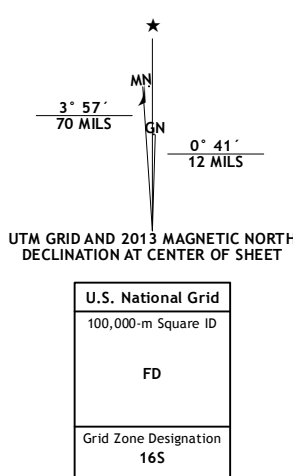 ★
MN
3° 57´
70 MILS
GN
0° 41´
12 MILS
UTM GRID AND 2013 MAGNETIC NORTH
DECLINATION AT CENTER OF SHEET
U.S. National Grid
100,000-m Square ID
FD
Grid Zone Designation
16S